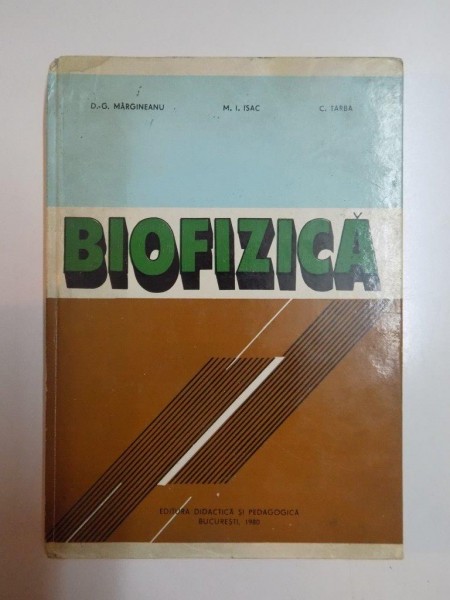 D.-G. MĂRGINEANU M. I. ISAC C. TARBA
BIOFIZICĂ
EDITURA DIDACTICĂ ȘI PEDAGOGICĂ
BUCUREȘTI, 1980